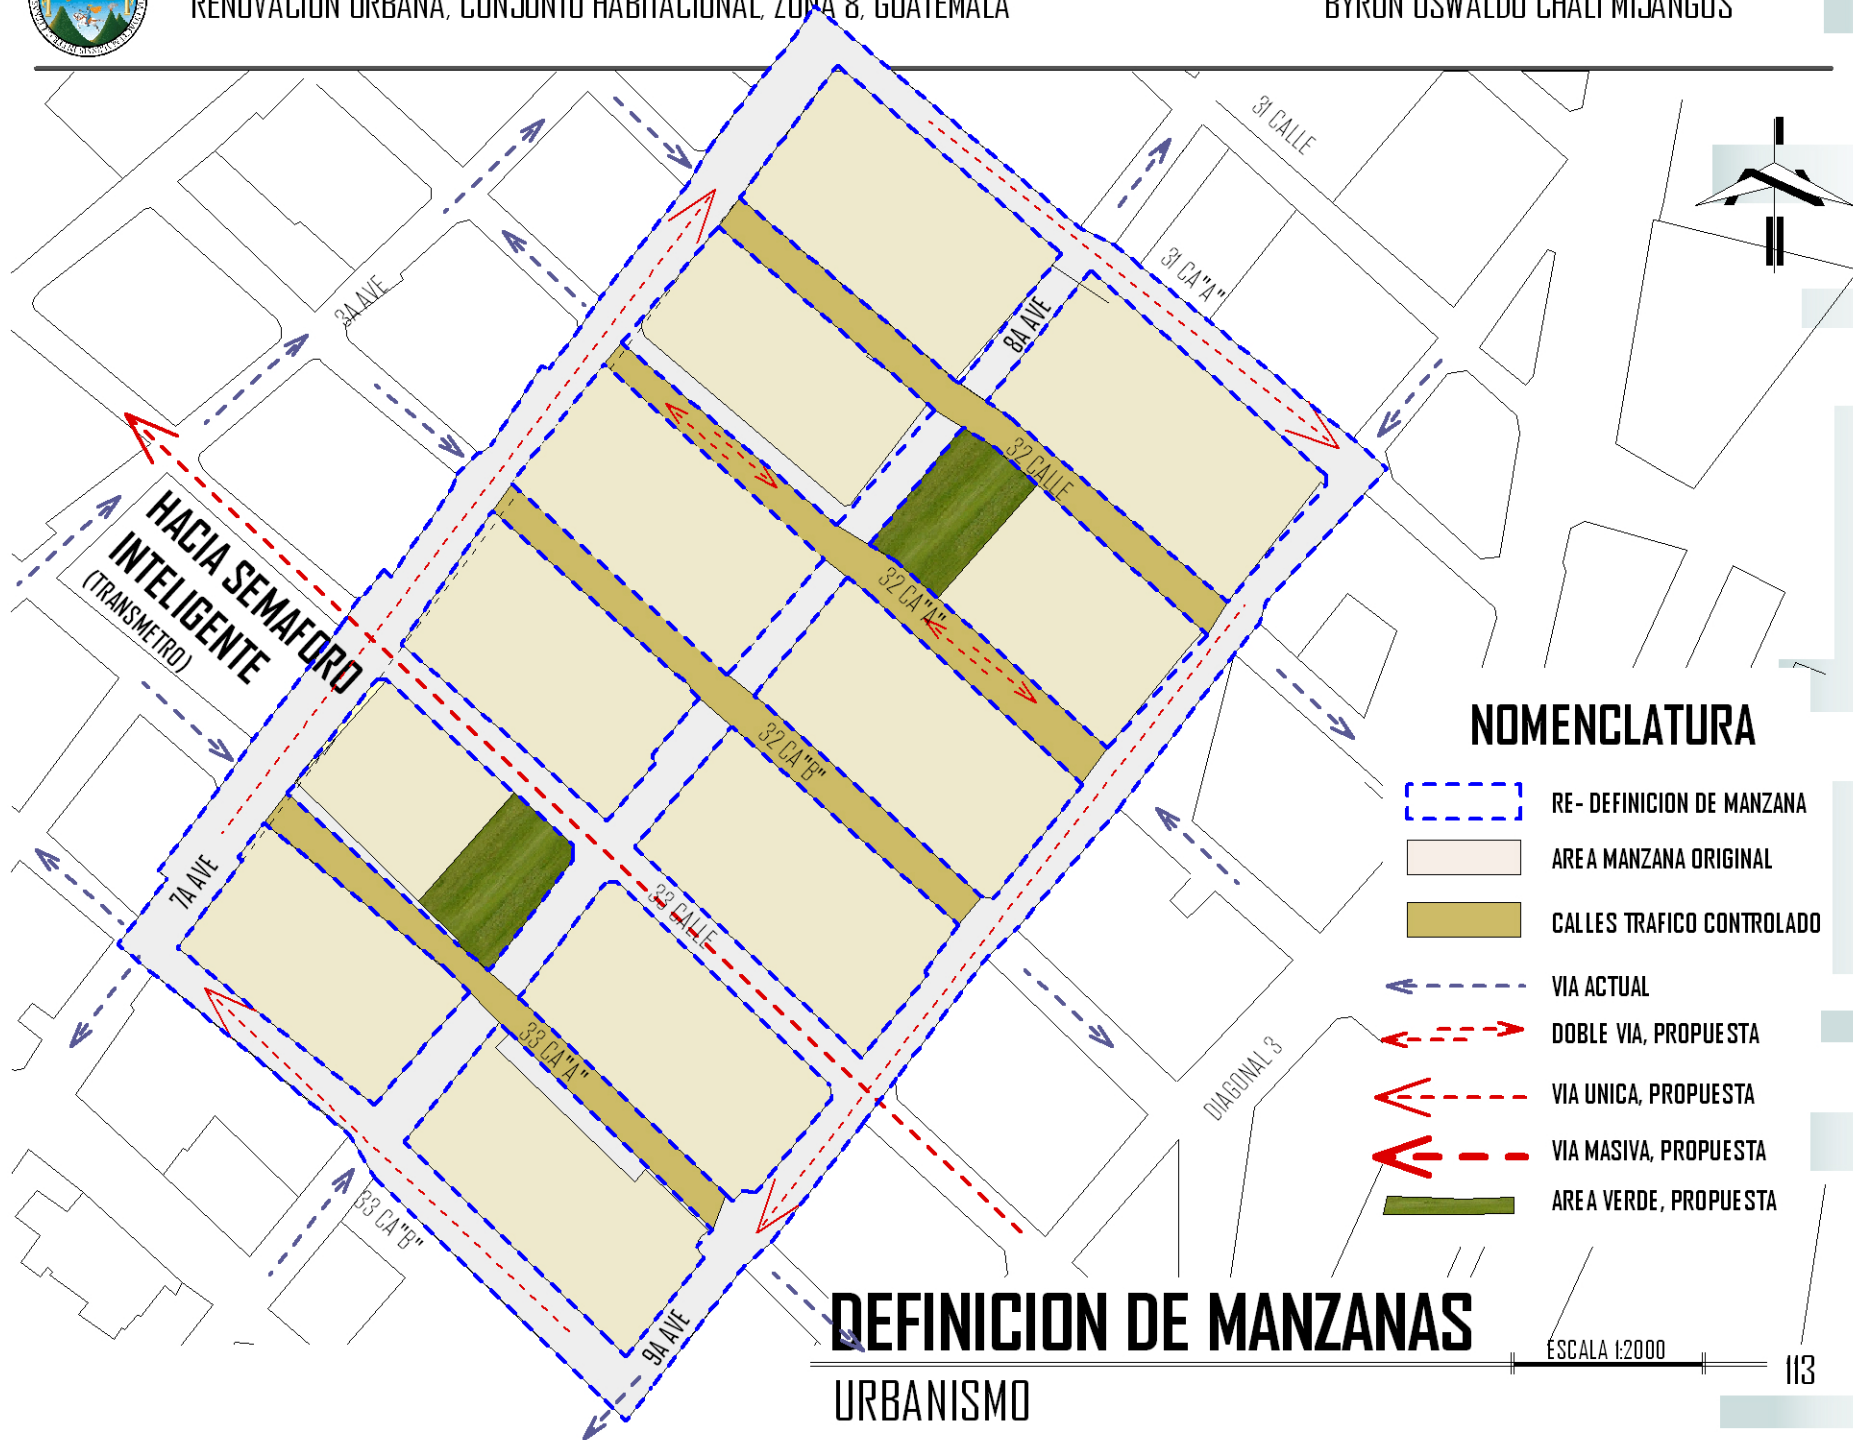 RENOVACION URBANA, CONJUNTO HABITACIONAL, ZONA 8, GUATEMALA
BYRON OSWALDO CHALI MIJANGOS
31 CALLE
31 CA"A"
3A AVE
8A AVE
32 CALLE
32 CA"A"
HACIA SEMAFORO
INTELIGENTE
(TRANSMETRO)
32 CA"B"
7A AVE
33 CALLE
33 CA"A"
DIAGONAL 3
33 CA"B"
9A AVE
NOMENCLATURA
RE- DEFINICION DE MANZANA
AREA MANZANA ORIGINAL
CALLES TRAFICO CONTROLADO
VIA ACTUAL
DOBLE VIA, PROPUESTA
VIA UNICA, PROPUESTA
VIA MASIVA, PROPUESTA
AREA VERDE, PROPUESTA
DEFINICION DE MANZANAS
ESCALA 1:2000
113
URBANISMO